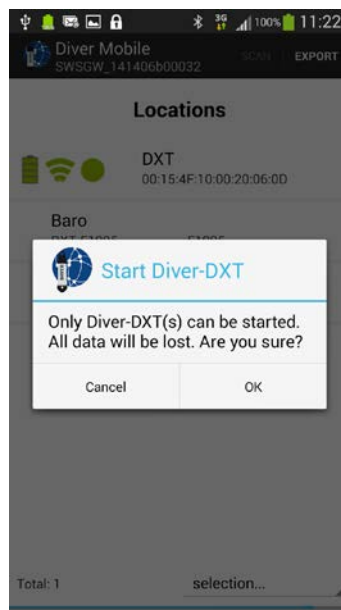 3G 100% 11:22
Diver Mobile SCAN EXPORT
SWSGW_141406b00032
Locations
DXT
00:15:4F:10:00:20:06:0D
Baro
Start Diver-DXT
Only Diver-DXT(s) can be started.
All data will be lost. Are you sure?
Cancel OK
Total: 1 selection...